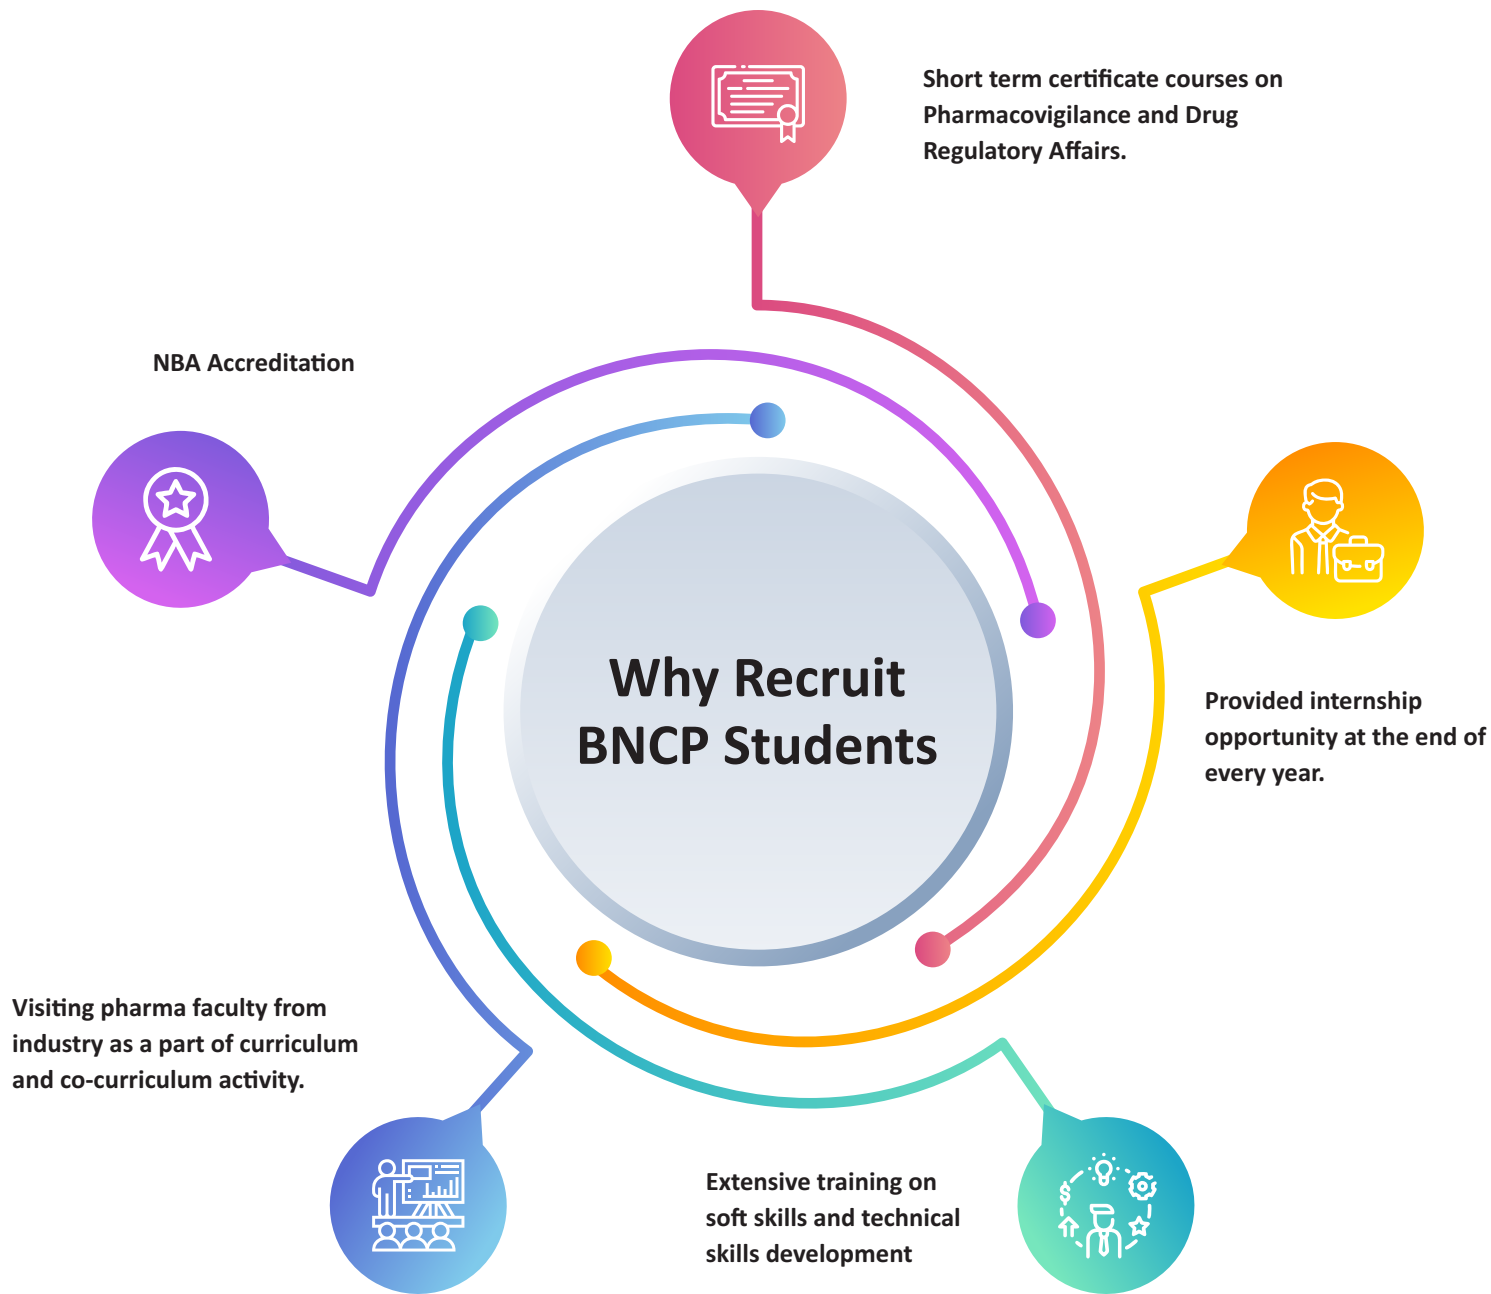 Short term certificate courses on
Pharmacovigilance and Drug
Regulatory Affairs.
NBA Accreditation
Why Recruit
BNCP Students
Provided internship
opportunity at the end of
every year.
Visiting pharma faculty from
industry as a part of curriculum
and co-curriculum activity.
Extensive training on
soft skills and technical
skills development